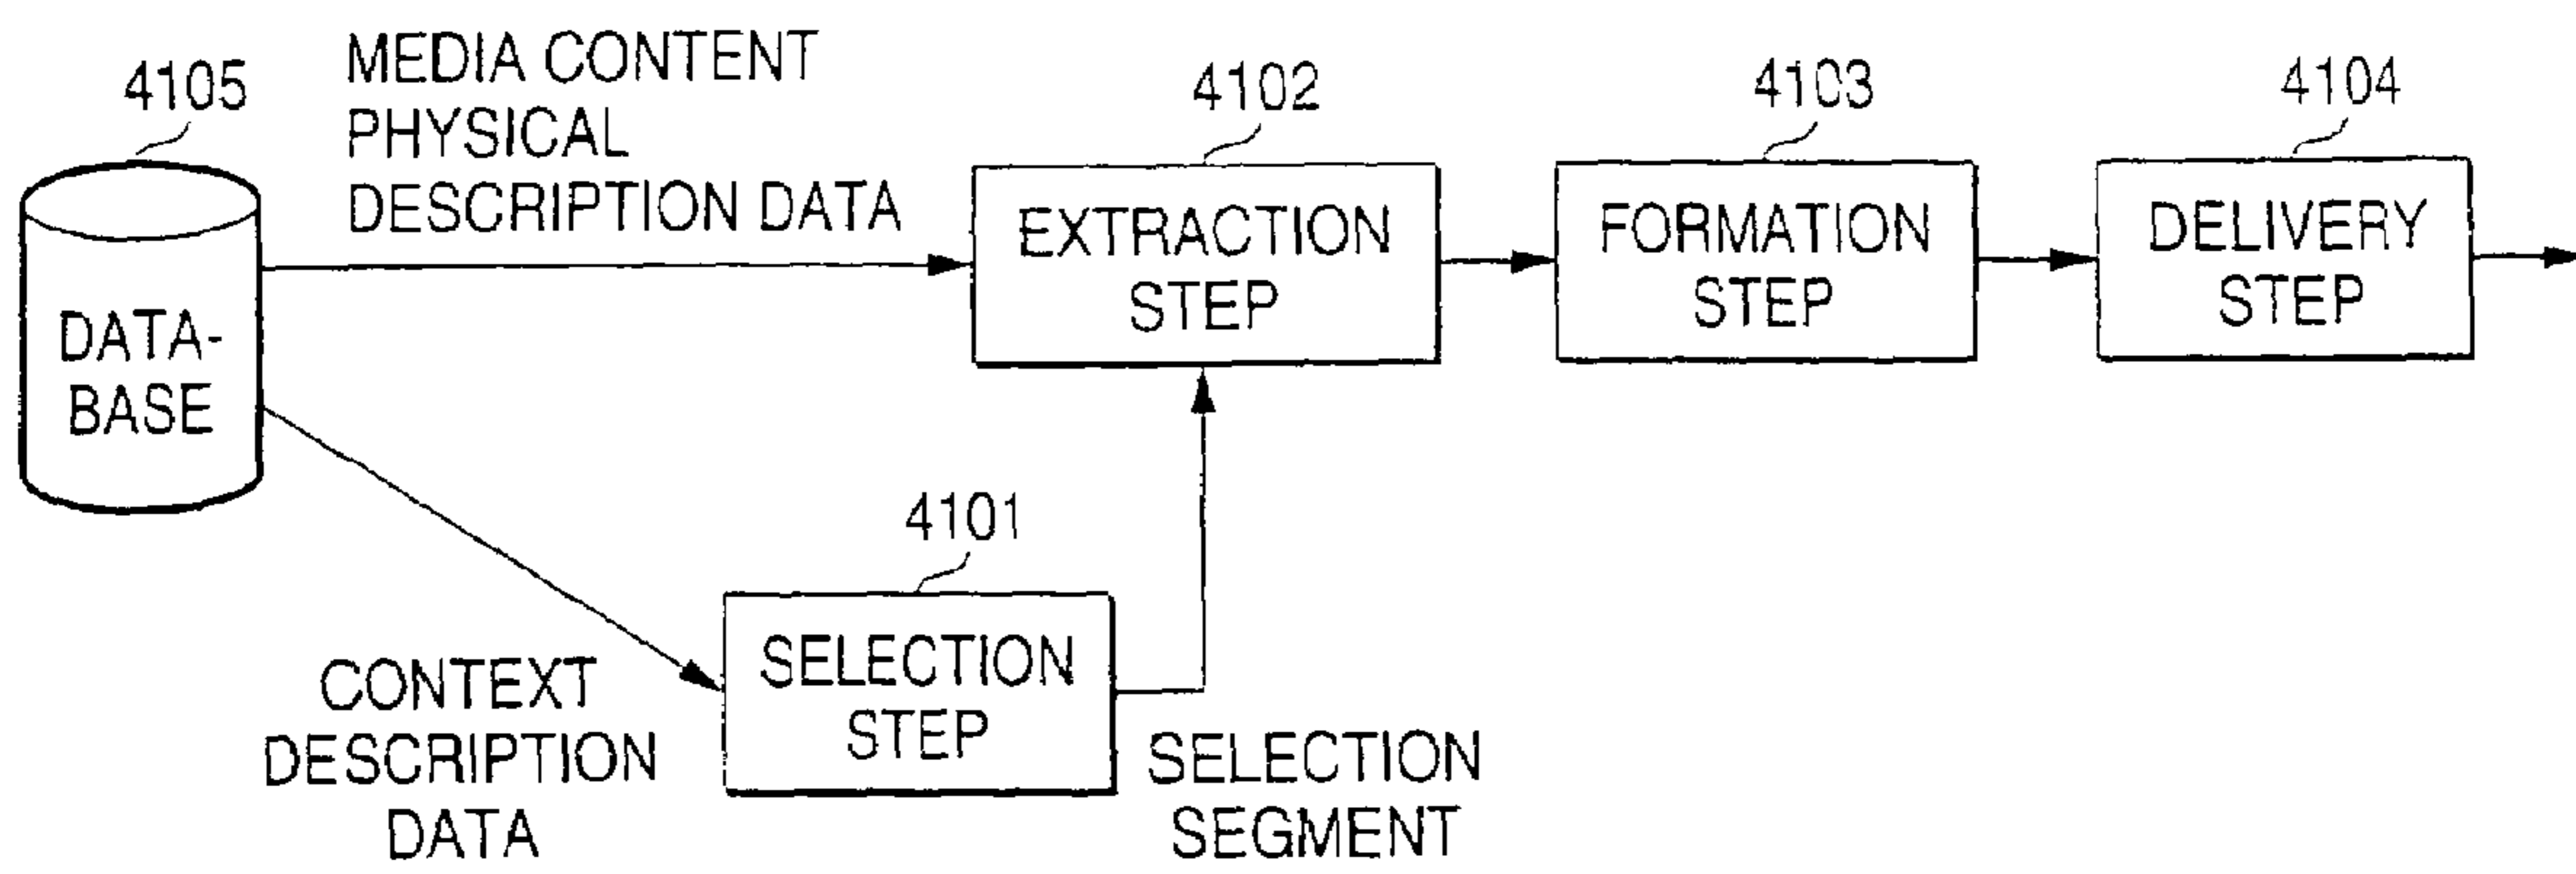 4105
MEDIA CONTENT
PHYSICAL
DESCRIPTION DATA
4102
4103
4104
DATA-
BASE
EXTRACTION
STEP
FORMATION
STEP
DELIVERY
STEP
4101
CONTEXT
DESCRIPTION
DATA
SELECTION
STEP
SELECTION
SEGMENT